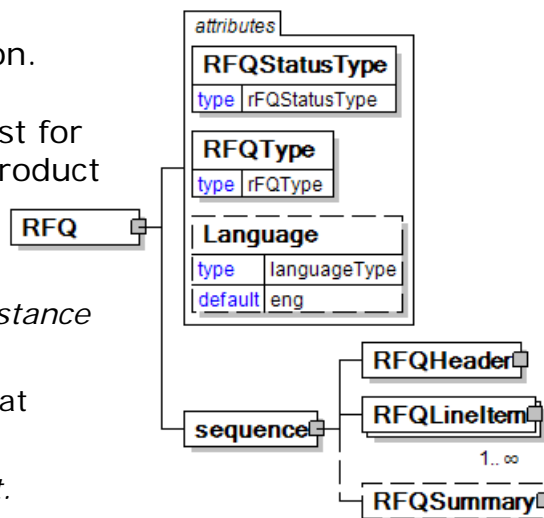 on.
st for
roduct
stance
at
t.
RFQ
attributes
RFQStatusType
type rFQStatusType
RFQType
type rFQType
Language
type languageType
default eng
sequence
RFQHeader
RFQLineItem
1..∞
RFQSummary